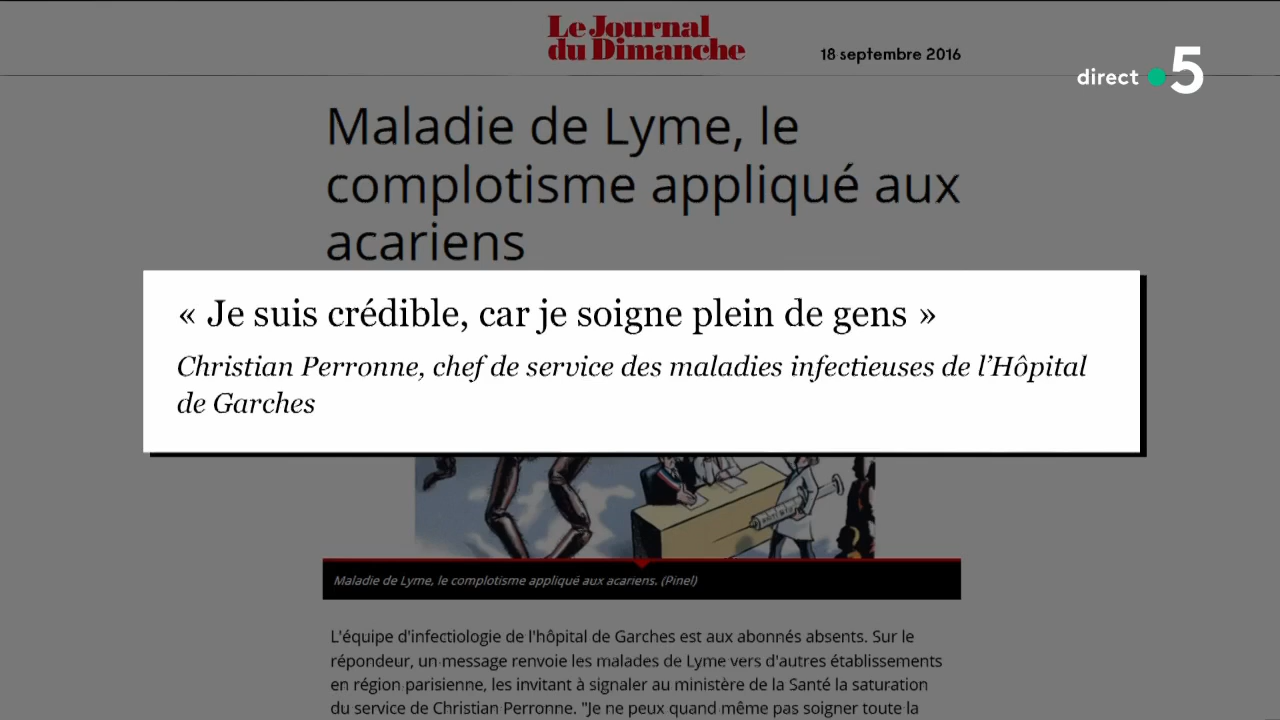 Le Journal
du Dimanche
18 septembre 2016
direct 5
Maladie de Lyme, le
complotisme appliqué aux
acariens
« Je suis crédible, car je soigne plein de gens »
Christian Perronne, chef de service des maladies infectieuses de l'Hôpital
de Garches
Maladie de Lyme, le complotisme appliqué aux acariens. (Pinel)
L'équipe d'infectiologie de l'hôpital de Garches est aux abonnés absents. Sur le
répondeur, un message renvoie les malades de Lyme vers d'autres établissements
en région parisienne, les invitant à signaler au ministère de la Santé la saturation
du service de Christian Perronne. "Je ne peux quand même pas soigner toute la